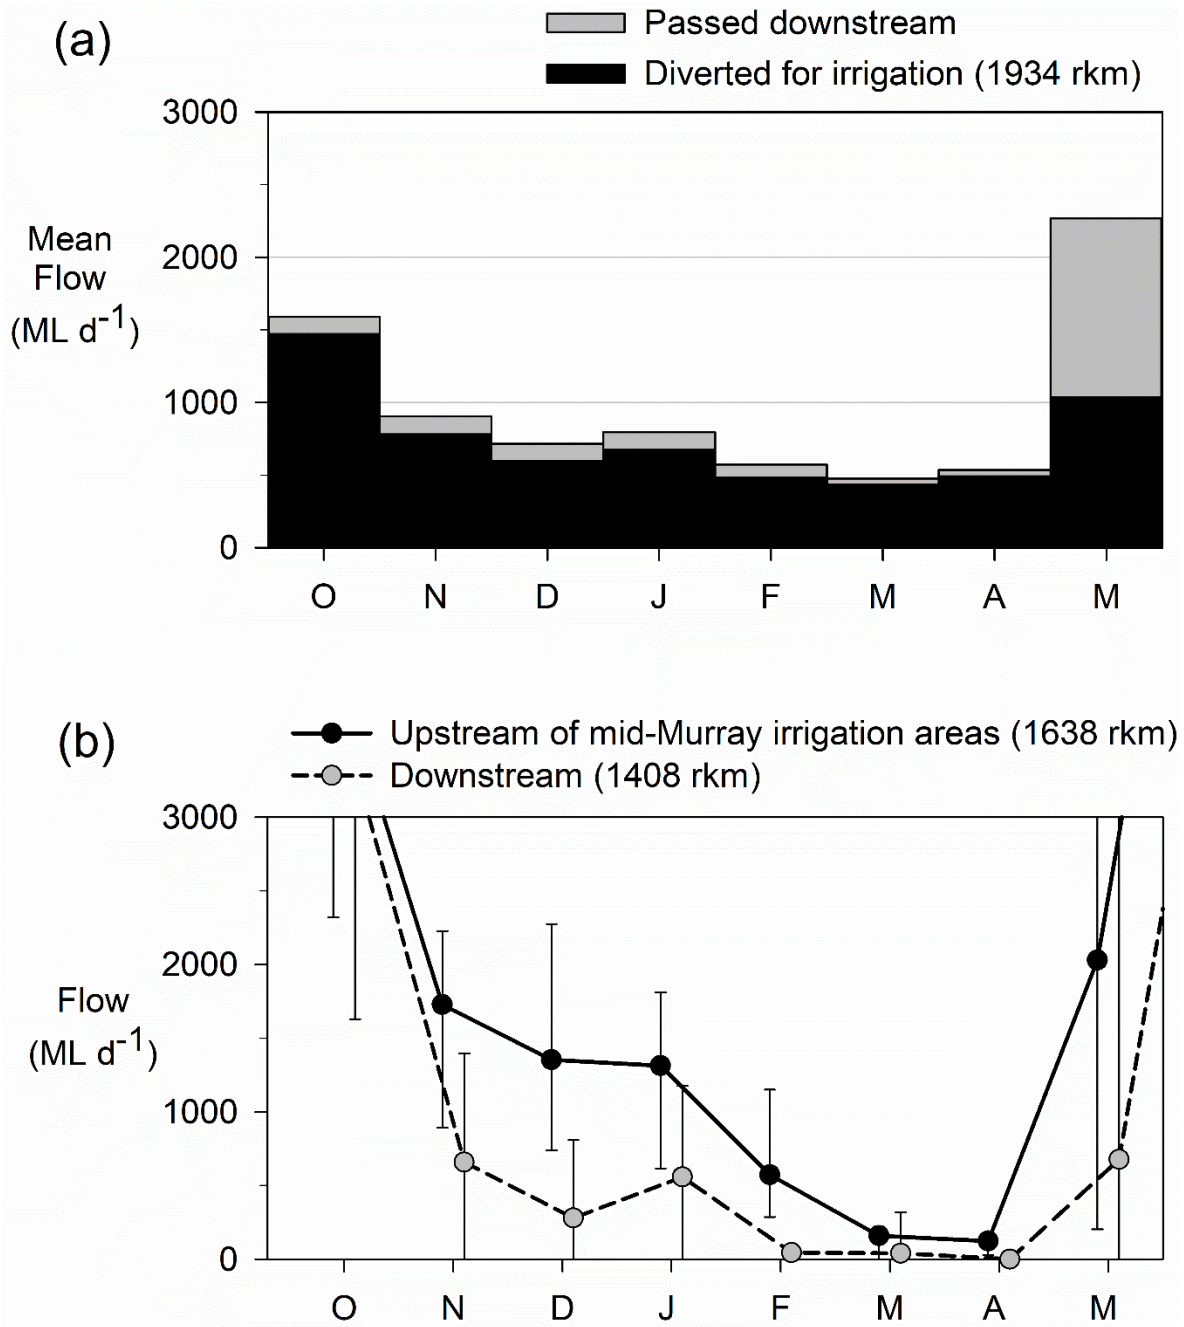 (a)
Passed downstream
Diverted for irrigation (1934 rkm)
3000
2000
1000
0
Mean
Flow
(ML d⁻¹)
O N D J F M A M
(b)
Upstream of mid-Murray irrigation areas (1638 rkm)
Downstream (1408 rkm)
3000
2000
1000
0
Flow
(ML d⁻¹)
O N D J F M A M